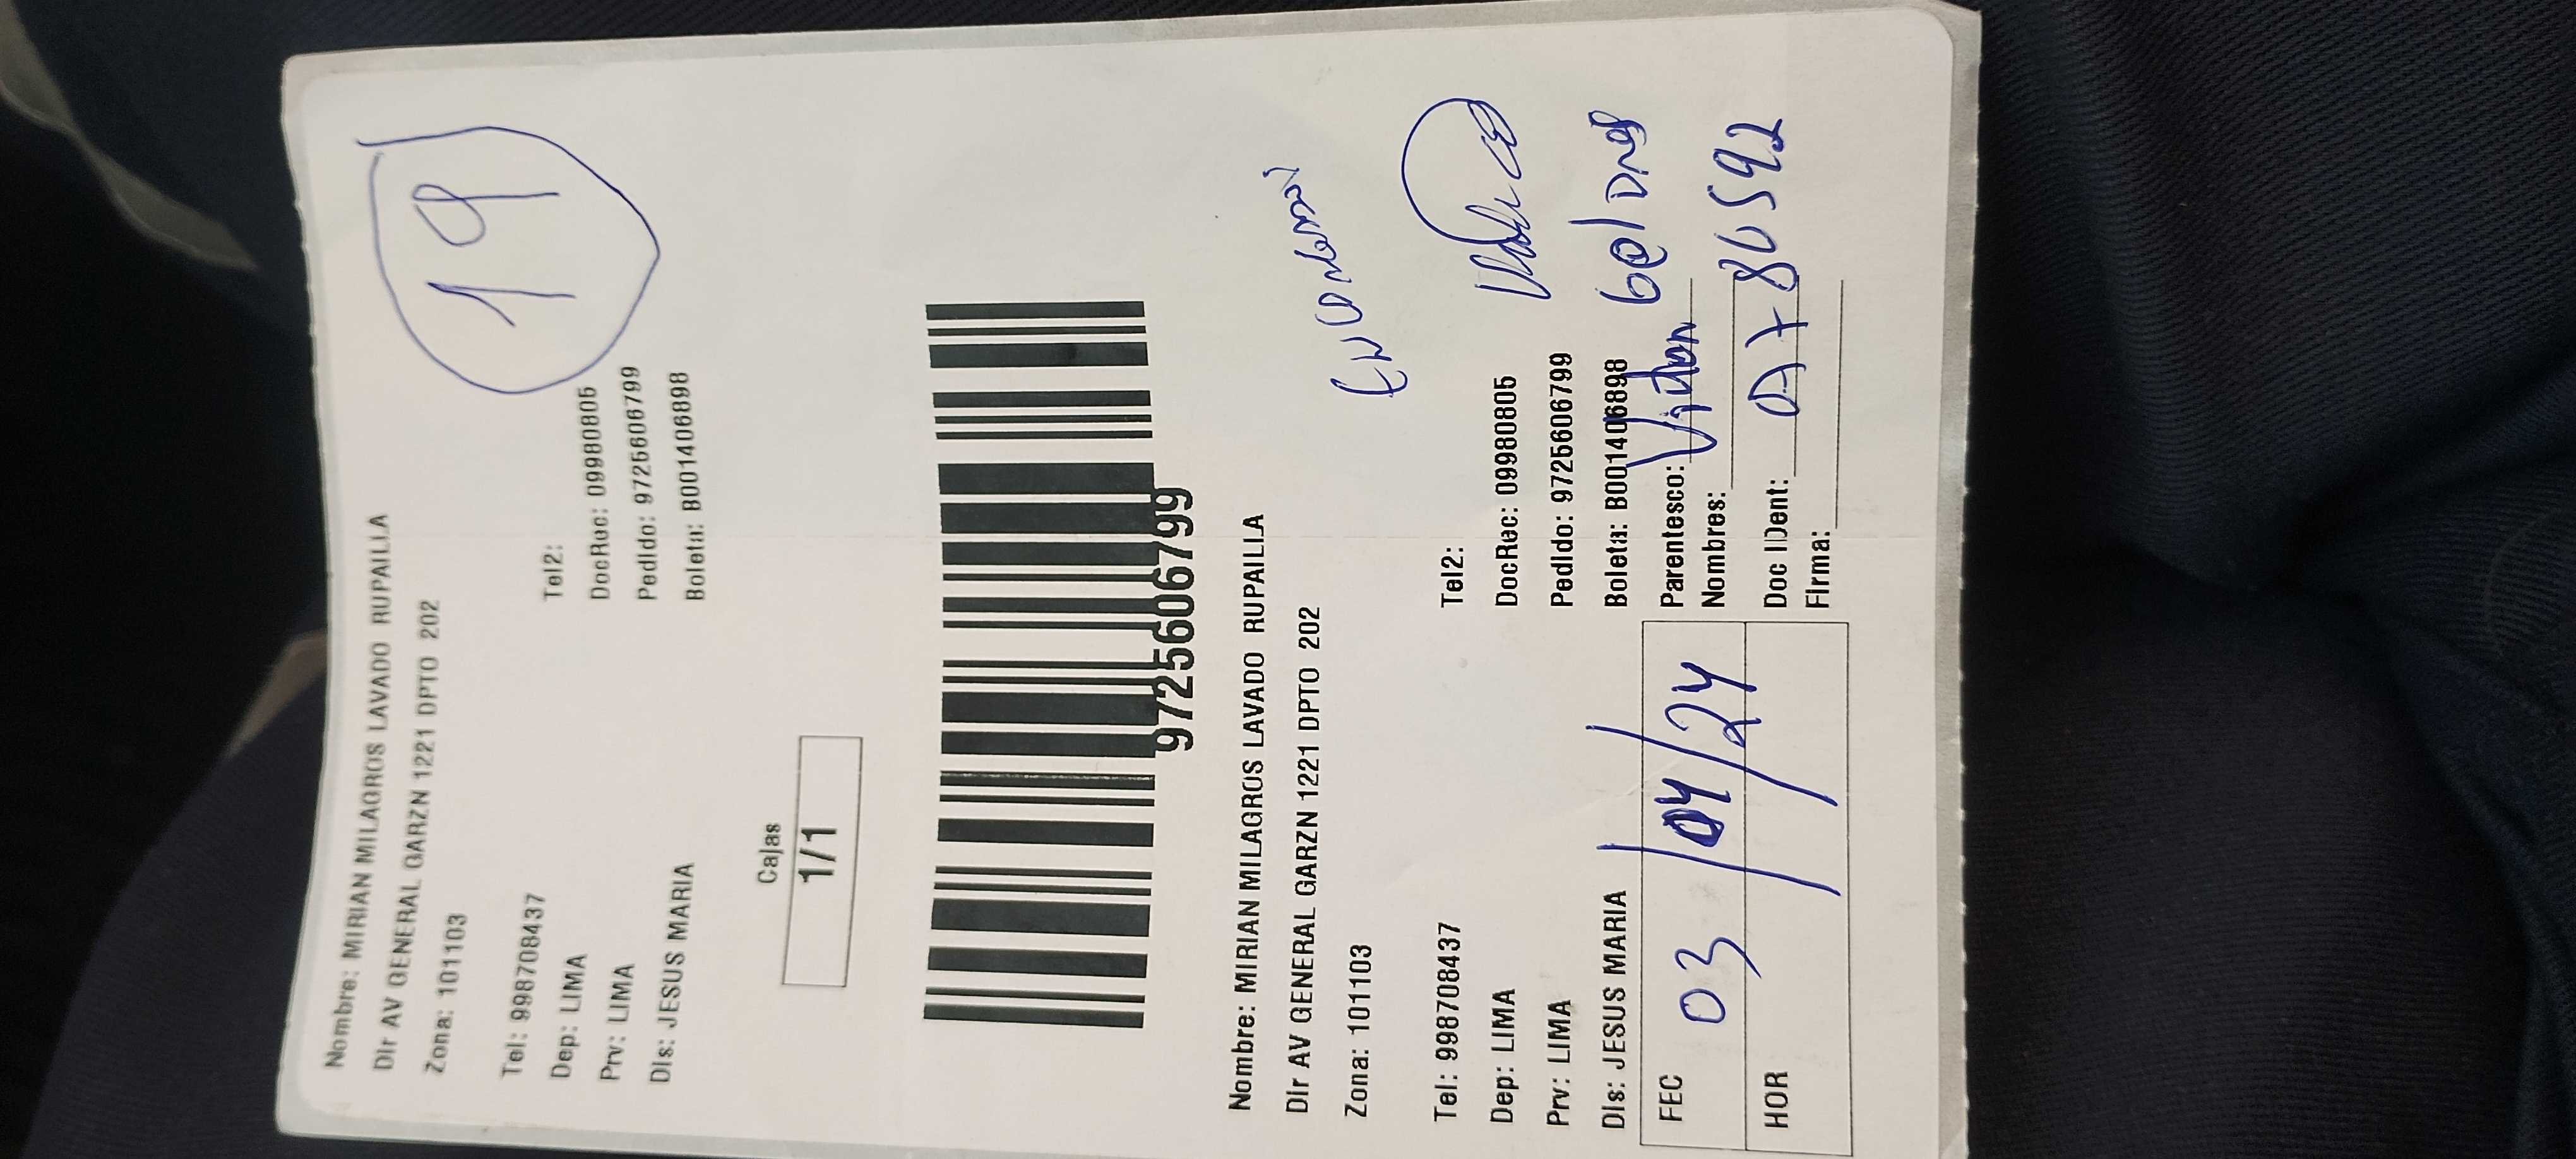 19
Nombre: MIRIAN MILAGROS LAVADO RUPAILLA
Dir AV GENERAL GARZN 1221 DPTO 202
Zona: 101103
Tel: 998708437 Tel2:
Dep: LIMA DocRec: 09980805
Prv: LIMA Pedido: 9725606799
Dis: JESUS MARIA Boleta: B001406898
Cajas
1/1
9725606799
Nombre: MIRIAN MILAGROS LAVADO RUPAILLA
Dir AV GENERAL GARZN 1221 DPTO 202
Zona: 101103
Tel: 998708437 Tel2:
Dep: LIMA DocRec: 09980805
Prv: LIMA Pedido: 9725606799
Dis: JESUS MARIA Boleta: B001406898
FEC 03/04/24 Parentesco:
Nombres:
HOR Doc IDent:
Firma: